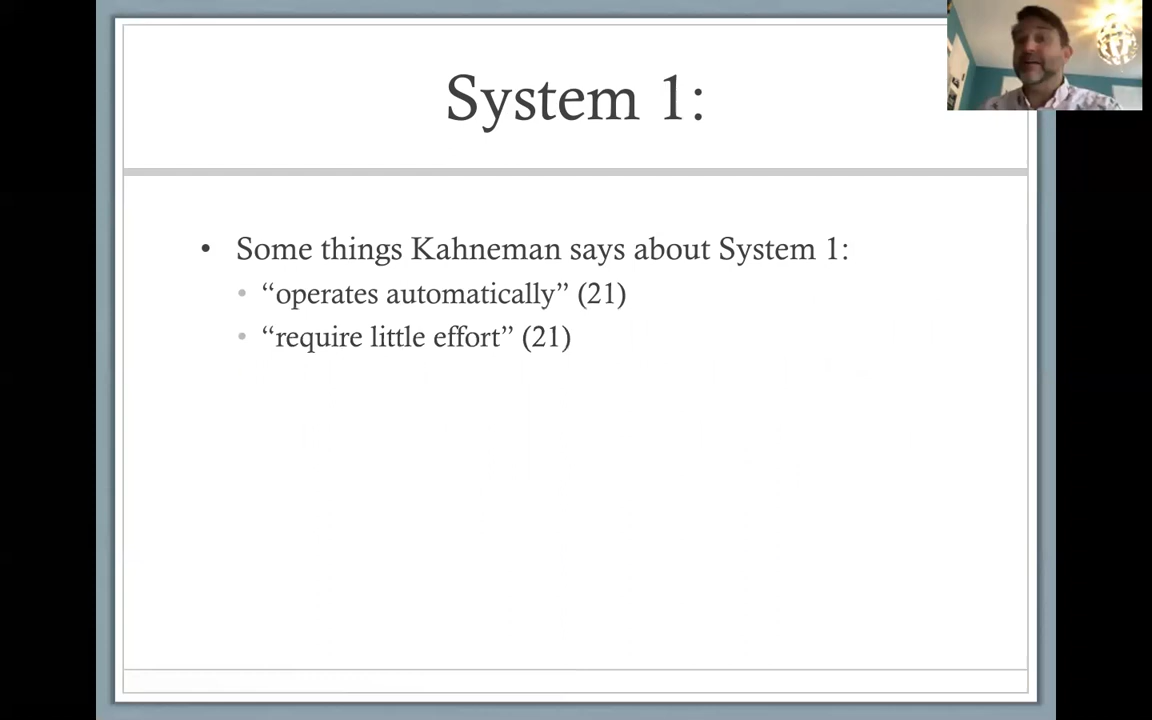 System 1:
• Some things Kahneman says about System 1:
• “operates automatically” (21)
• “require little effort” (21)